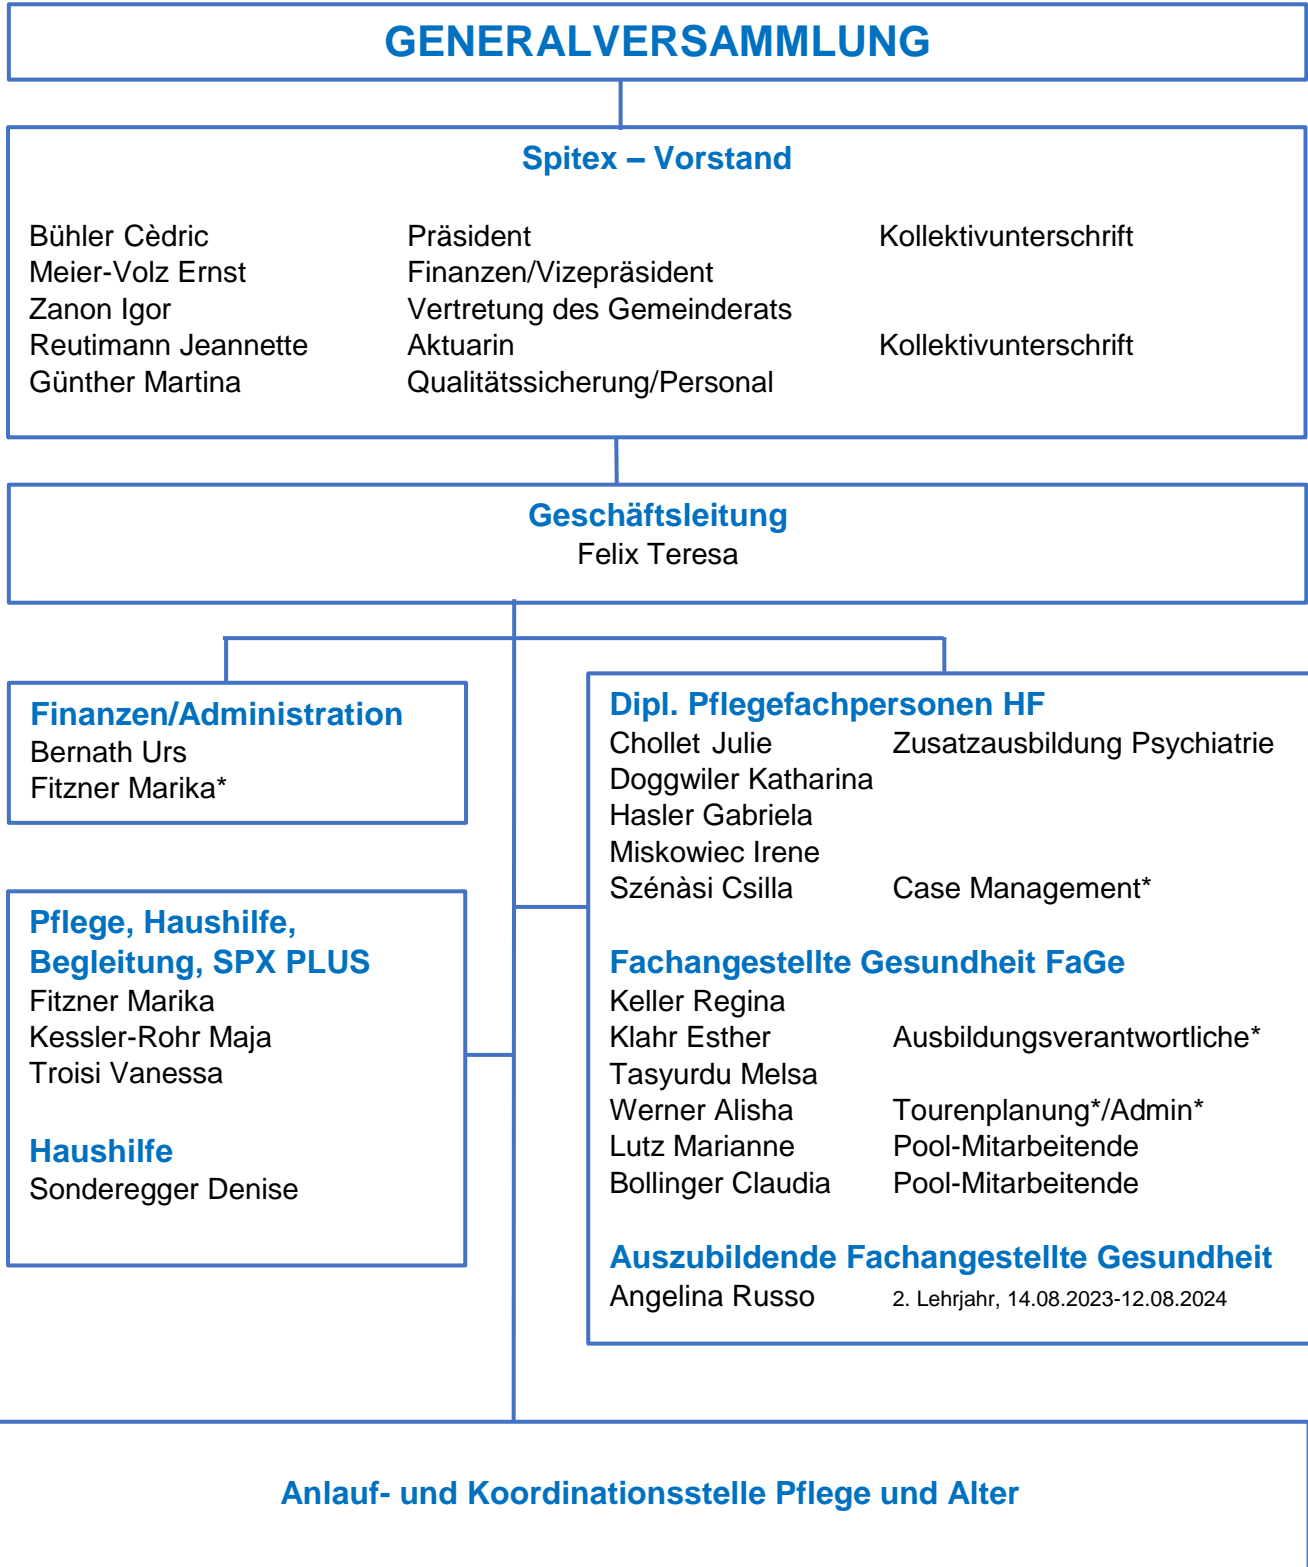 GENERALVERSAMMLUNG
Spitex – Vorstand
Bühler Cèdric Präsident Kollektivunterschrift
Meier-Volz Ernst Finanzen/Vizepräsident
Zanon Igor Vertretung des Gemeinderats
Reutimann Jeannette Aktuarin Kollektivunterschrift
Günther Martina Qualitätssicherung/Personal
Geschäftsleitung
Felix Teresa
Finanzen/Administration
Bernath Urs
Fitzner Marika*
Pflege, Haushilfe,
Begleitung, SPX PLUS
Fitzner Marika
Kessler-Rohr Maja
Troisi Vanessa
Haushilfe
Sonderegger Denise
Dipl. Pflegefachpersonen HF
Chollet Julie Zusatzausbildung Psychiatrie
Doggwiler Katharina
Hasler Gabriela
Miskowiec Irene
Szénàsi Csilla Case Management*
Fachangestellte Gesundheit FaGe
Keller Regina
Klahr Esther Ausbildungsverantwortliche*
Tasyurdu Melsa
Werner Alisha Tourenplanung*/Admin*
Lutz Marianne Pool-Mitarbeitende
Bollinger Claudia Pool-Mitarbeitende
Auszubildende Fachangestellte Gesundheit
Angelina Russo 2. Lehrjahr, 14.08.2023-12.08.2024
Anlauf- und Koordinationsstelle Pflege und Alter